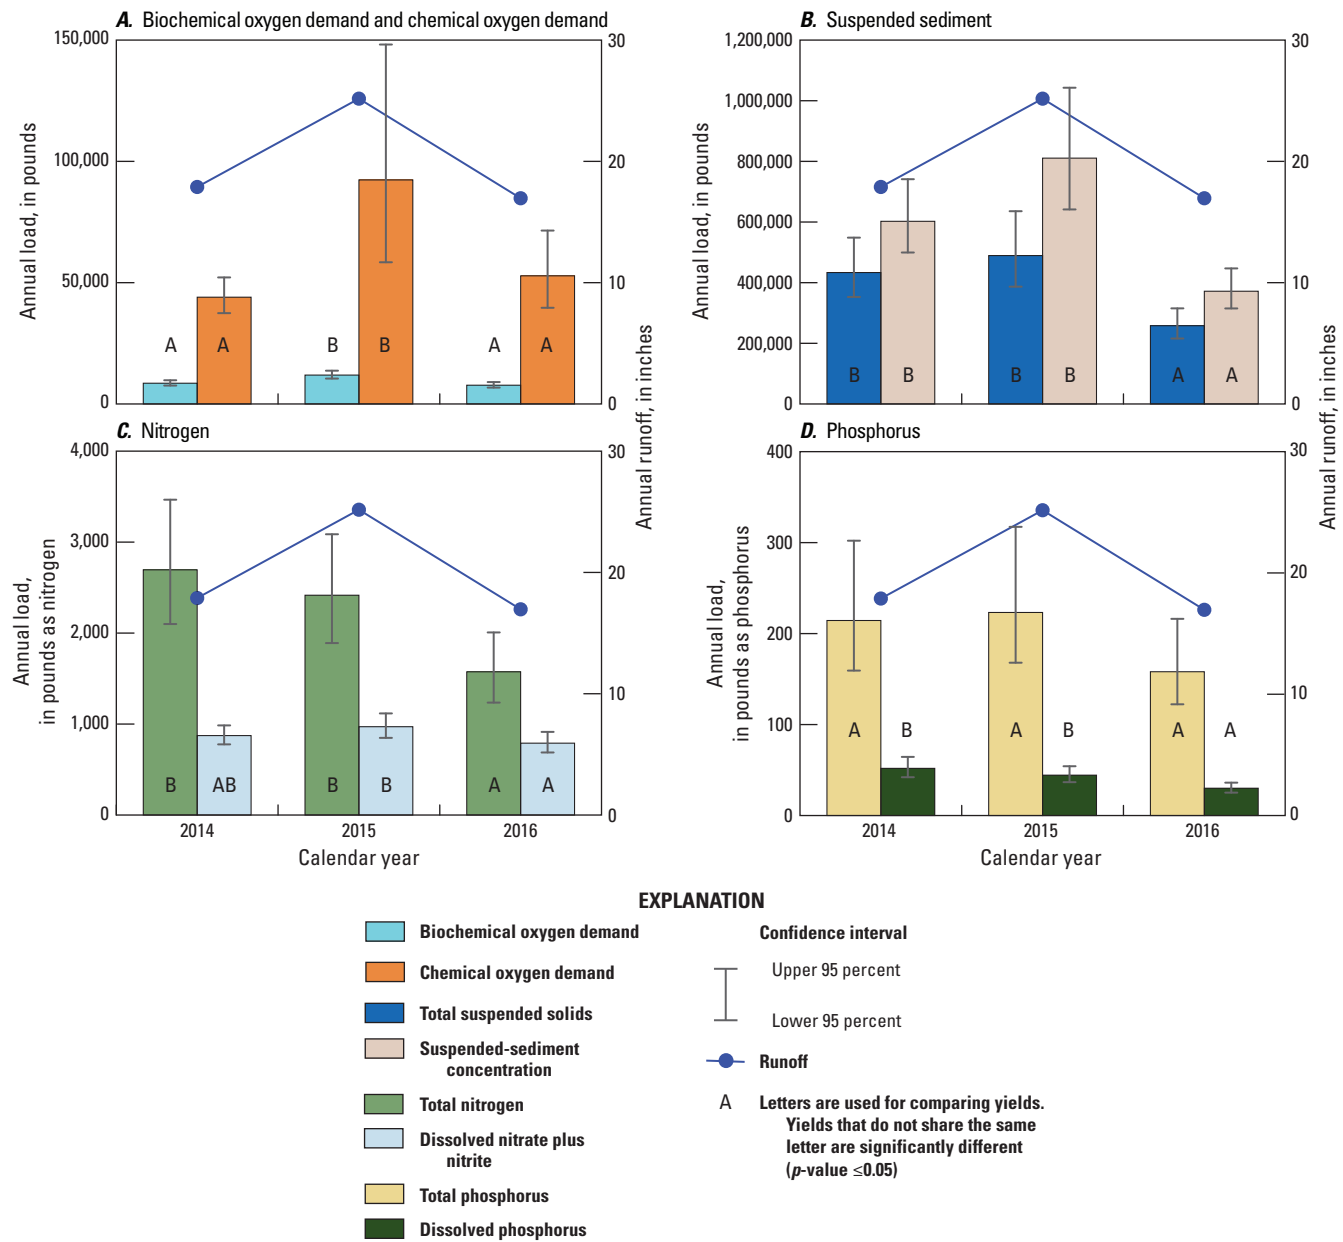 A. Biochemical oxygen demand and chemical oxygen demand
150,000
100,000
50,000
0
Annual load, in pounds
30
20
10
0
Annual runoff, in inches
A
A
B
B
A
A
B. Suspended sediment
1,200,000
1,000,000
800,000
600,000
400,000
200,000
0
Annual load, in pounds
30
20
10
0
Annual runoff, in inches
B
B
B
B
A
A
C. Nitrogen
4,000
3,000
2,000
1,000
0
Annual load,
in pounds as nitrogen
30
20
10
0
B
AB
B
B
A
A
2014
2015
2016
Calendar year
D. Phosphorus
400
300
200
100
0
Annual load,
in pounds as phosphorus
30
20
10
0
A
B
A
B
A
A
2014
2015
2016
Calendar year
EXPLANATION
Biochemical oxygen demand
Chemical oxygen demand
Total suspended solids
Suspended-sediment
concentration
Total nitrogen
Dissolved nitrate plus
nitrite
Total phosphorus
Dissolved phosphorus
Confidence interval
Upper 95 percent
Lower 95 percent
Runoff
A Letters are used for comparing yields.
Yields that do not share the same
letter are significantly different
(p-value ≤0.05)